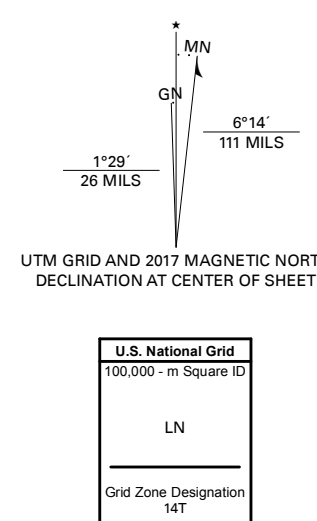 ★
MN
GN
6°14´
111 MILS
1°29´
26 MILS
UTM GRID AND 2017 MAGNETIC NORT
DECLINATION AT CENTER OF SHEET
U.S. National Grid
100,000 - m Square ID
LN
Grid Zone Designation
14T